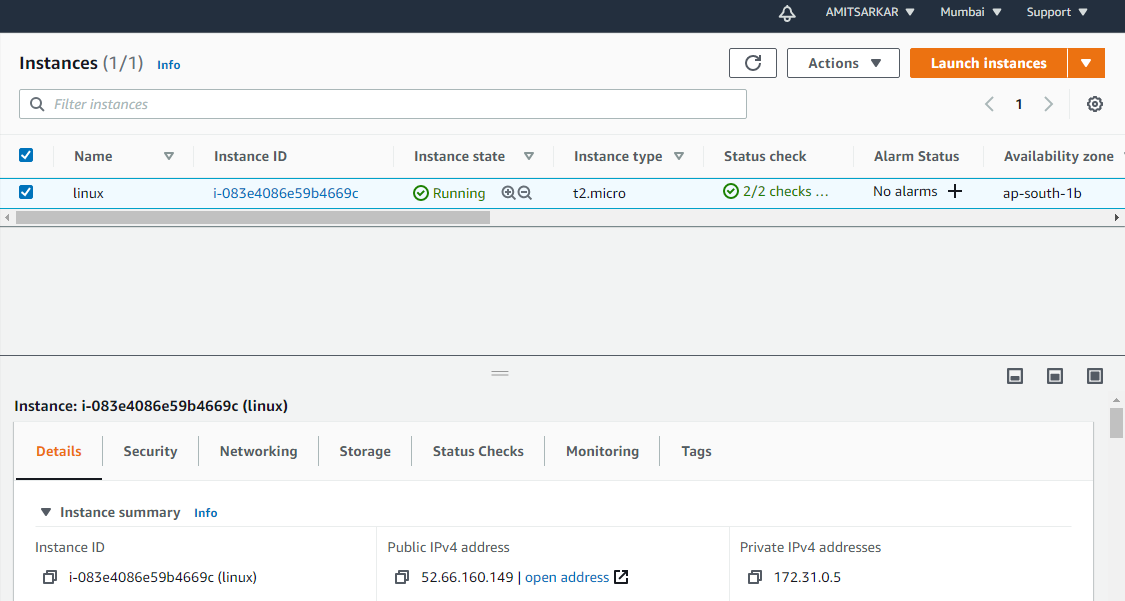 AMITSARKAR Mumbai Support
Instances (1/1) Info Actions Launch instances
Filter instances 1
Name Instance ID Instance state Instance type Status check Alarm Status Availability zone
linux i-083e4086e59b4669c Running t2.micro 2/2 checks ... No alarms ap-south-1b
Instance: i-083e4086e59b4669c (linux)
Details Security Networking Storage Status Checks Monitoring Tags
Instance summary Info
Instance ID Public IPv4 address Private IPv4 addresses
i-083e4086e59b4669c (linux) 52.66.160.149 | open address 172.31.0.5